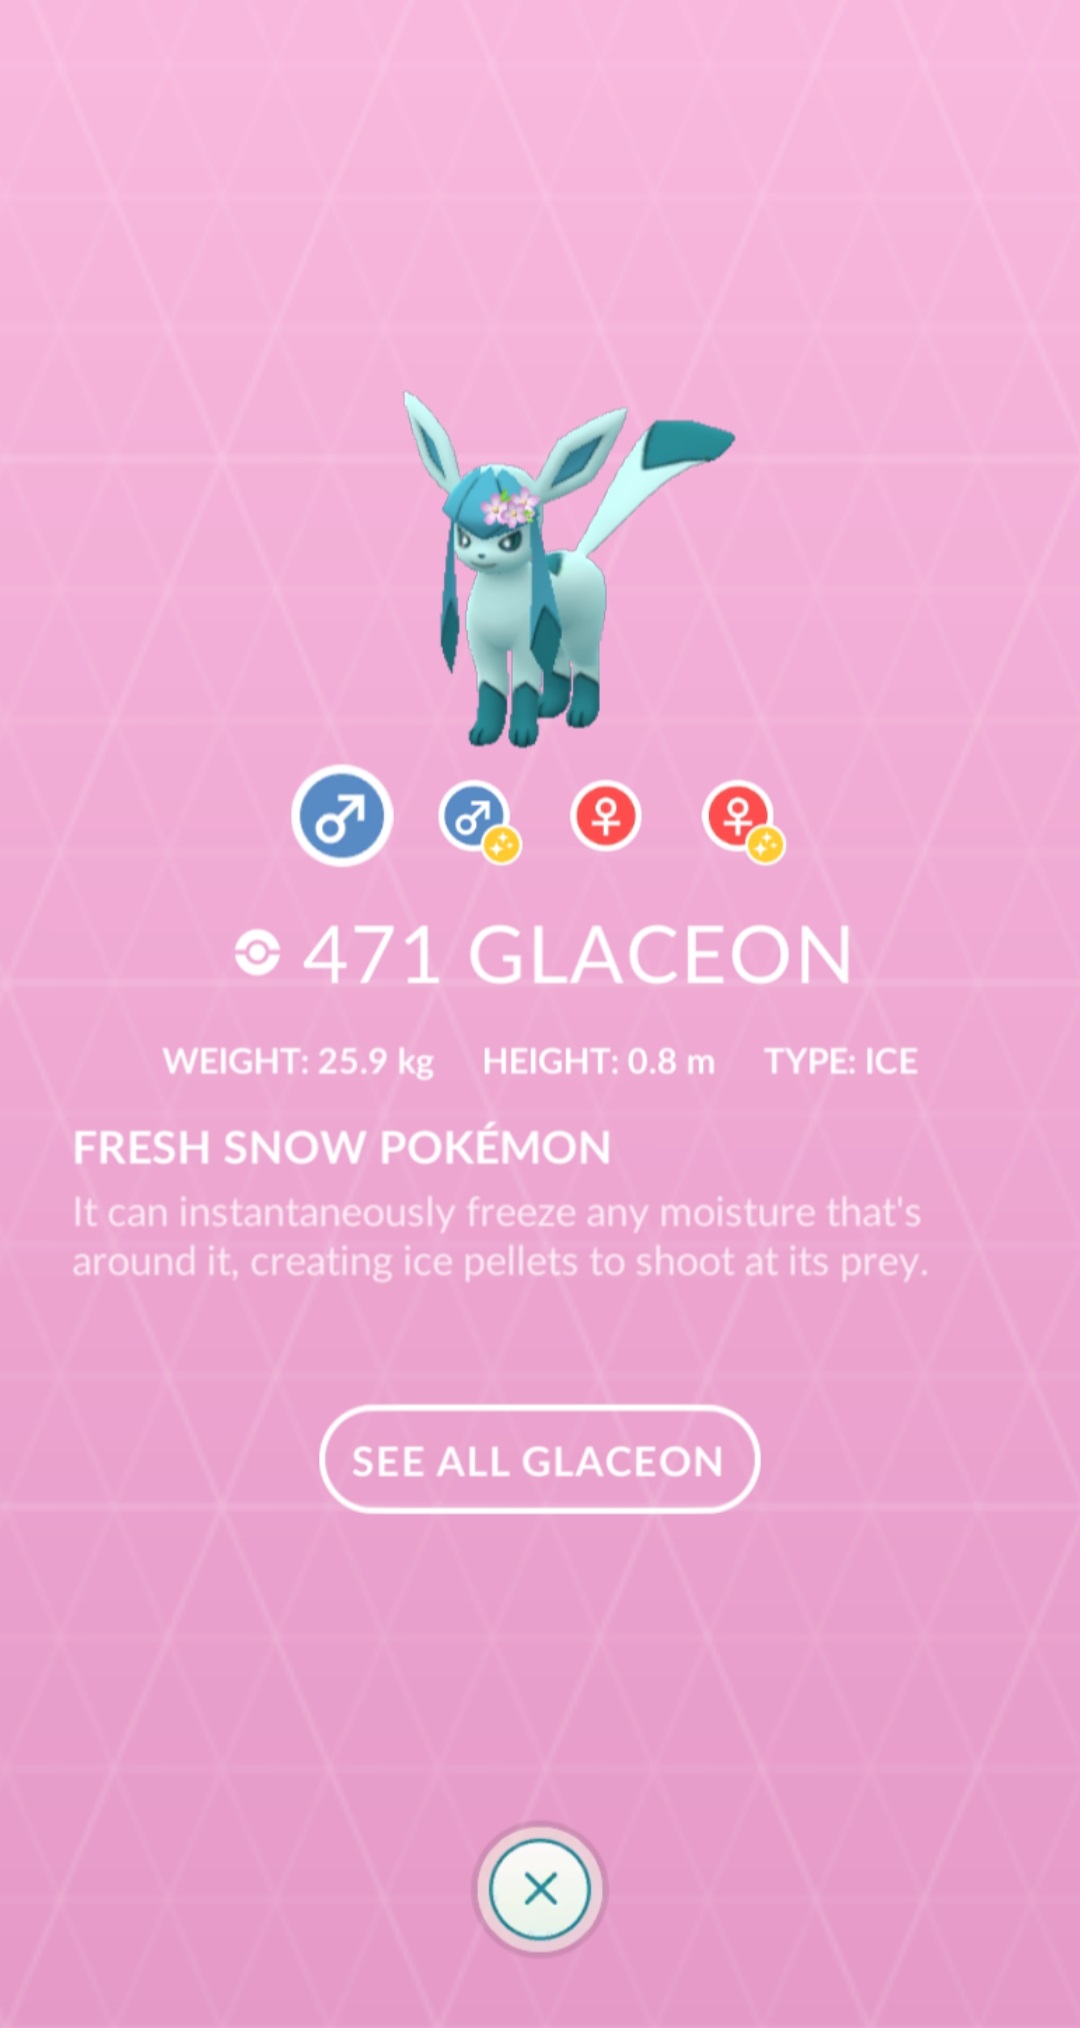 471 GLACEON
WEIGHT: 25.9 kg HEIGHT: 0.8 m TYPE: ICE
FRESH SNOW POKÉMON
It can instantaneously freeze any moisture that's
around it, creating ice pellets to shoot at its prey.
SEE ALL GLACEON